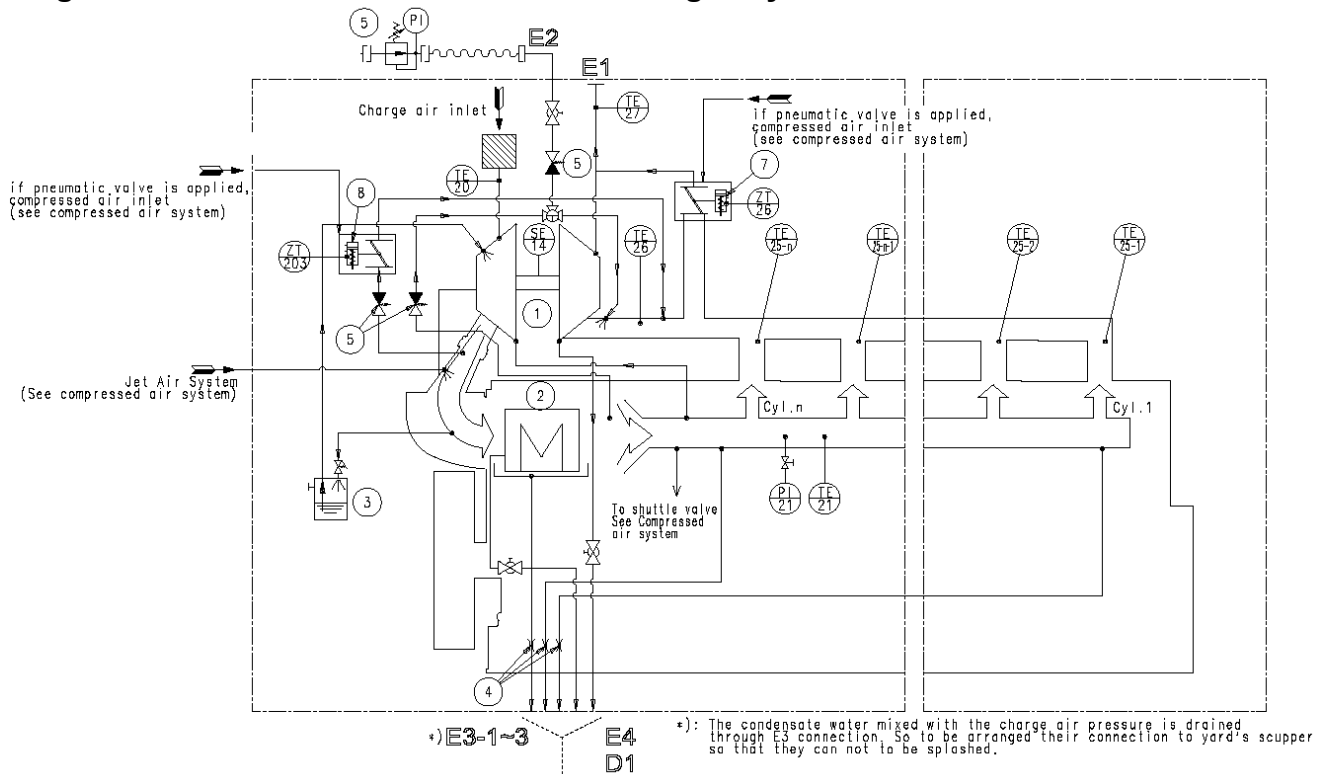 5
PI
E2
E1
Charge air inlet
TE
27
if pneumatic valve is applied,
compressed air inlet
(see compressed air system)
5
7
TE
20
ZT
26
if pneumatic valve is applied,
compressed air inlet
(see compressed air system)
8
ZT
203
SE
14
TE
26
TE
25-n
TE
25n-1
TE
25-2
TE
25-1
1
5
Jet Air System
(See compressed air system)
2
Cyl.n
Cyl.1
3
To shuttle valve
See Compressed
air system
PI
21
TE
21
4
*)E3-1~3
E4
D1
*): The condensate water mixed with the charge air pressure is drained
through E3 connection. So to be arranged their connection to yard's scupper
so that they can not to be splashed.